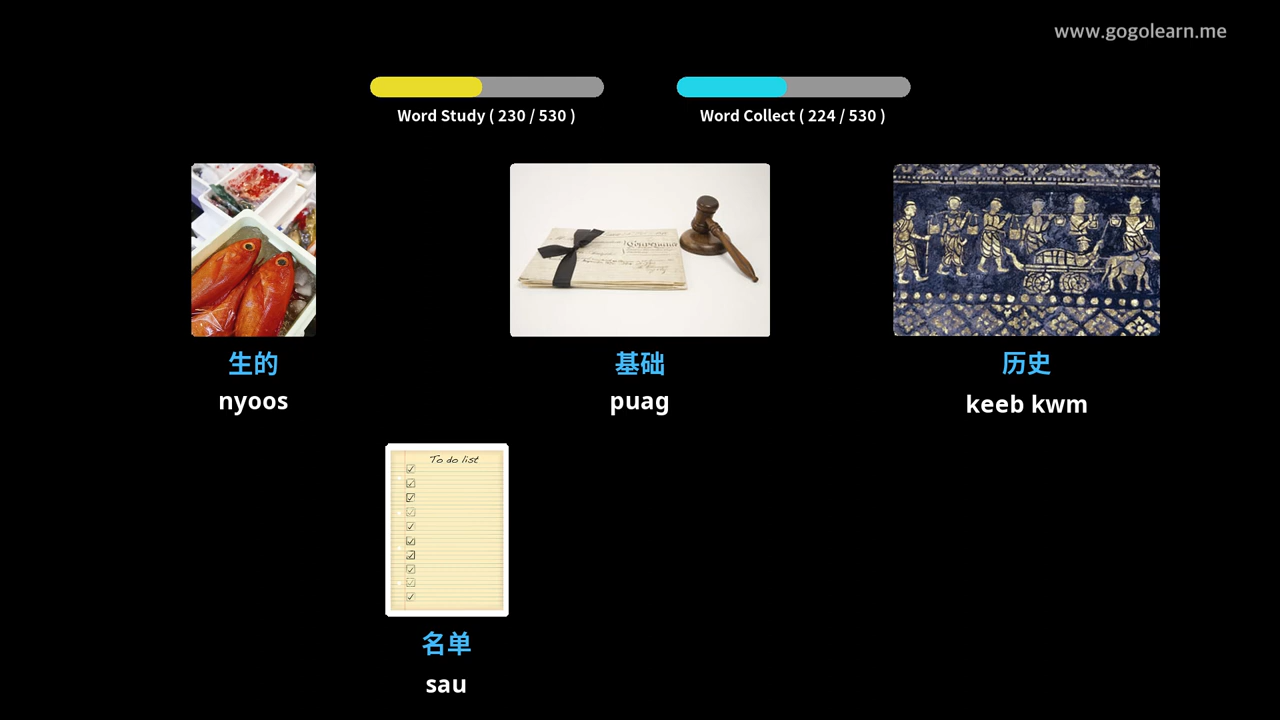 www.gogolearn.me
Word Study ( 230 / 530 )
Word Collect ( 224 / 530 )
生的
nyoos
基础
puag
历史
keeb kwm
To do list
名单
sau